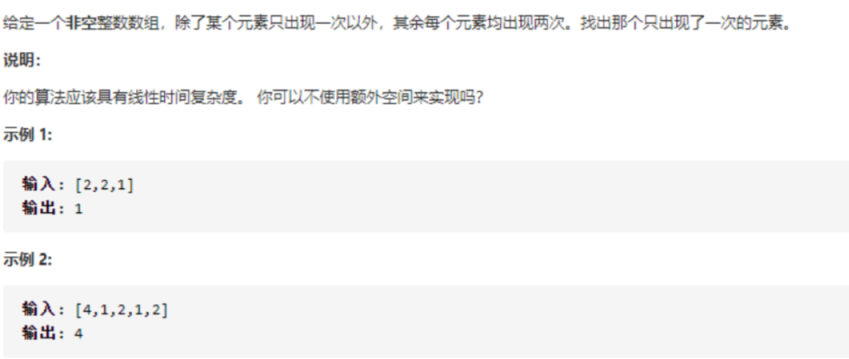 给定一个非空整数数组，除了某个元素只出现一次以外，其余每个元素均出现两次。找出那个只出现了一次的元素。
说明：
你的算法应该具有线性时间复杂度。 你可以不使用额外空间来实现吗？
示例 1:
输入: [2,2,1]
输出: 1
示例 2:
输入: [4,1,2,1,2]
输出: 4